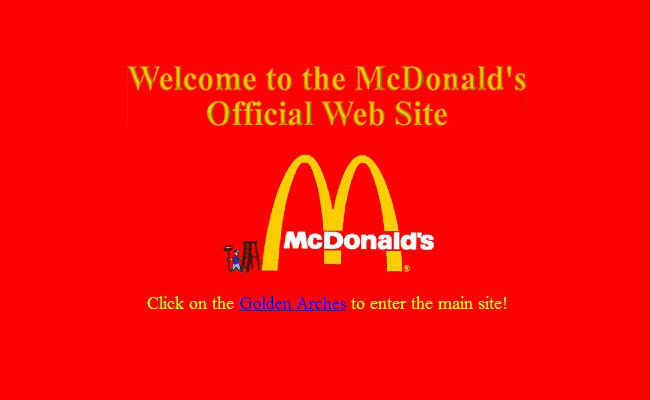 Welcome to the McDonald's
Official Web Site
McDonald's
®
Click on the Golden Arches to enter the main site!